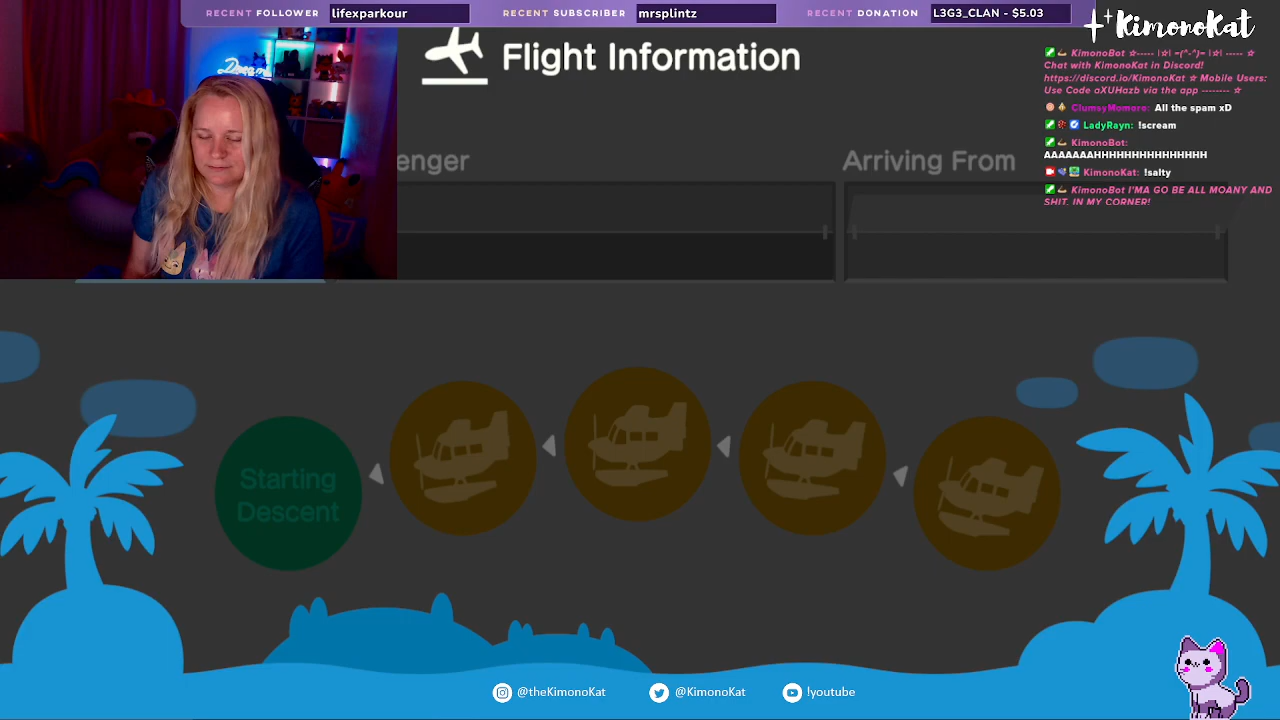 RECENT FOLLOWER lifexparkour RECENT SUBSCRIBER mrsplintz RECENT DONATION L3G3_CLAN - $5.03
KimonoKat
Flight Information
enger
Arriving From
KimonoBot ☆----- |☆| =(^-^)= |☆| ----- ☆
Chat with KimonoKat in Discord!
https://discord.io/KimonoKat ☆ Mobile Users:
Use Code aXUHazb via the app -------- ☆
ClumsyMomoro: All the spam xD
LadyRayn: !scream
KimonoBot:
AAAAAAAHHHHHHHHHHHHHHH
KimonoKat: !salty
KimonoBot I'MA GO BE ALL MOANY AND
SHIT. IN MY CORNER!
Dream
Starting
Descent
@theKimonoKat @KimonoKat !youtube